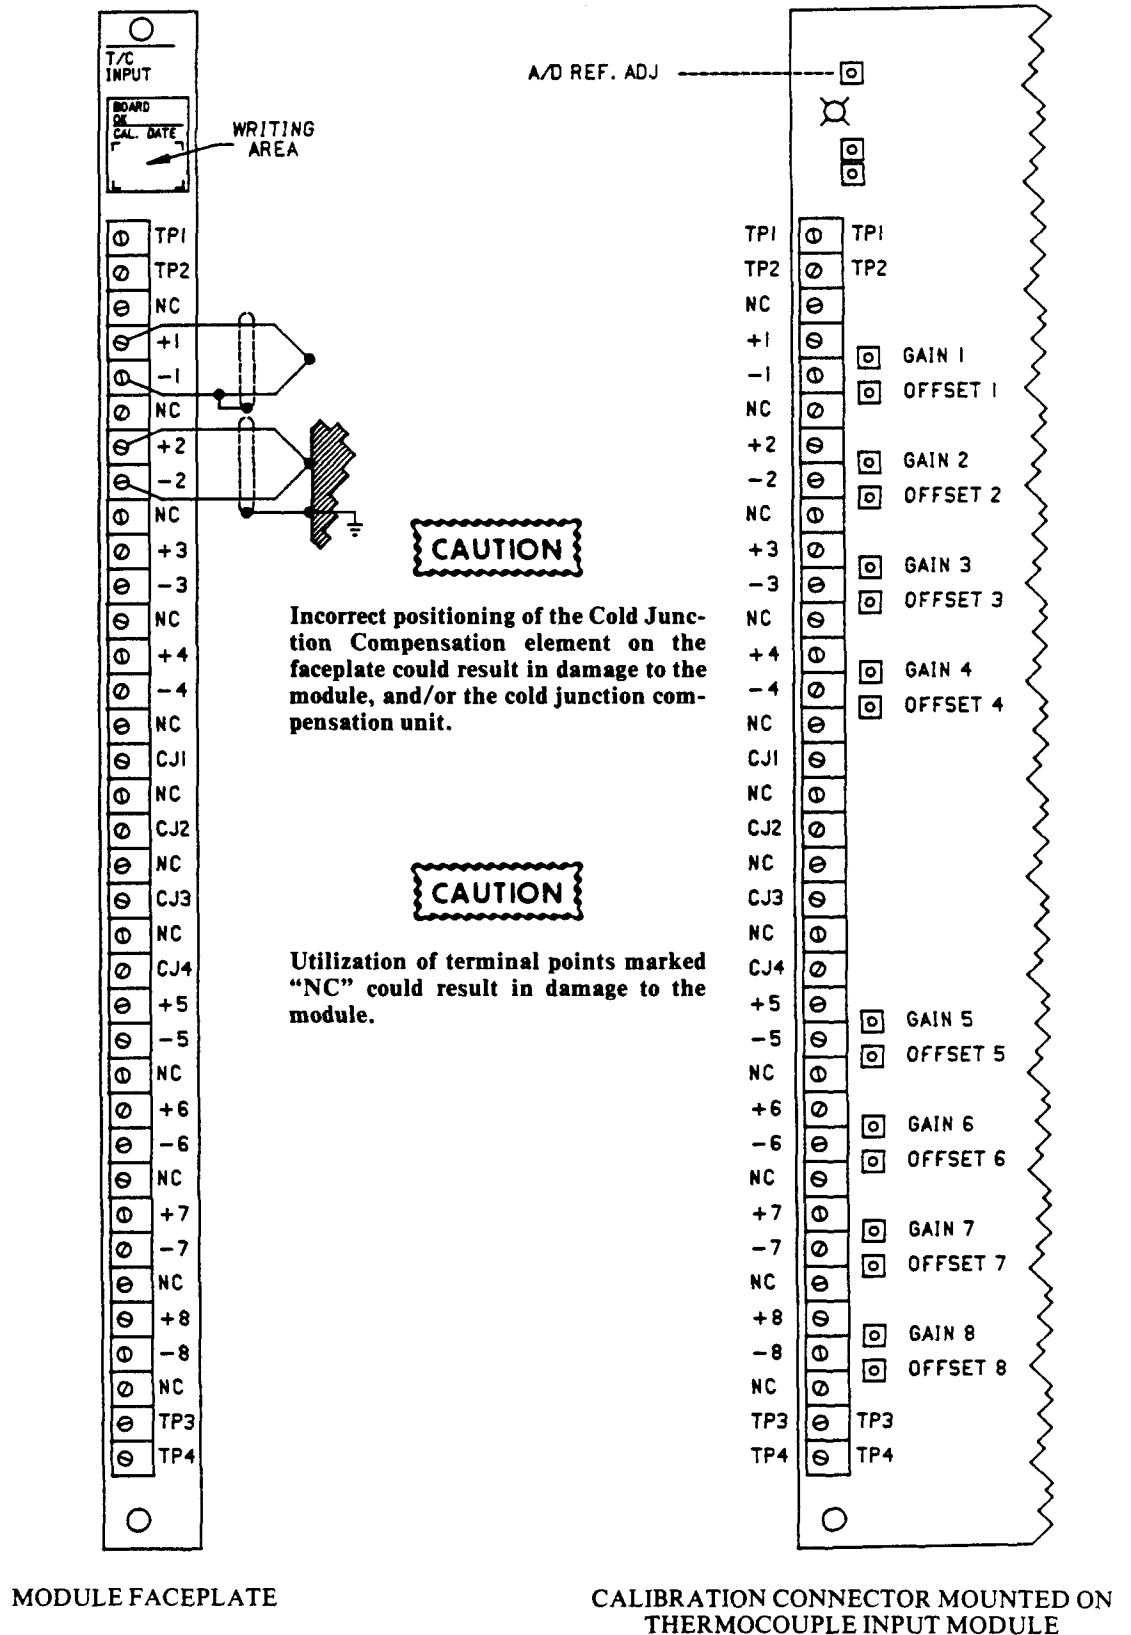 T/C
INPUT
BOARD
OK
CAL. DATE
WRITING
AREA
TP1
TP2
NC
+1
-1
NC
+2
-2
NC
+3
-3
NC
+4
-4
NC
CJ1
NC
CJ2
NC
CJ3
NC
CJ4
+5
-5
NC
+6
-6
NC
+7
-7
NC
+8
-8
NC
TP3
TP4
MODULE FACEPLATE
CAUTION
Incorrect positioning of the Cold Junc-
tion Compensation element on the
faceplate could result in damage to the
module, and/or the cold junction com-
pensation unit.
CAUTION
Utilization of terminal points marked
“NC” could result in damage to the
module.
A/D REF. ADJ
TP1 TP1
TP2 TP2
NC
+1
GAIN 1
-1
OFFSET 1
NC
+2
GAIN 2
-2
OFFSET 2
NC
+3
GAIN 3
-3
OFFSET 3
NC
+4
GAIN 4
-4
OFFSET 4
NC
CJ1
NC
CJ2
NC
CJ3
NC
CJ4
+5
GAIN 5
-5
OFFSET 5
NC
+6
GAIN 6
-6
OFFSET 6
NC
+7
GAIN 7
-7
OFFSET 7
NC
+8
GAIN 8
-8
OFFSET 8
NC
TP3 TP3
TP4 TP4
CALIBRATION CONNECTOR MOUNTED ON
THERMOCOUPLE INPUT MODULE